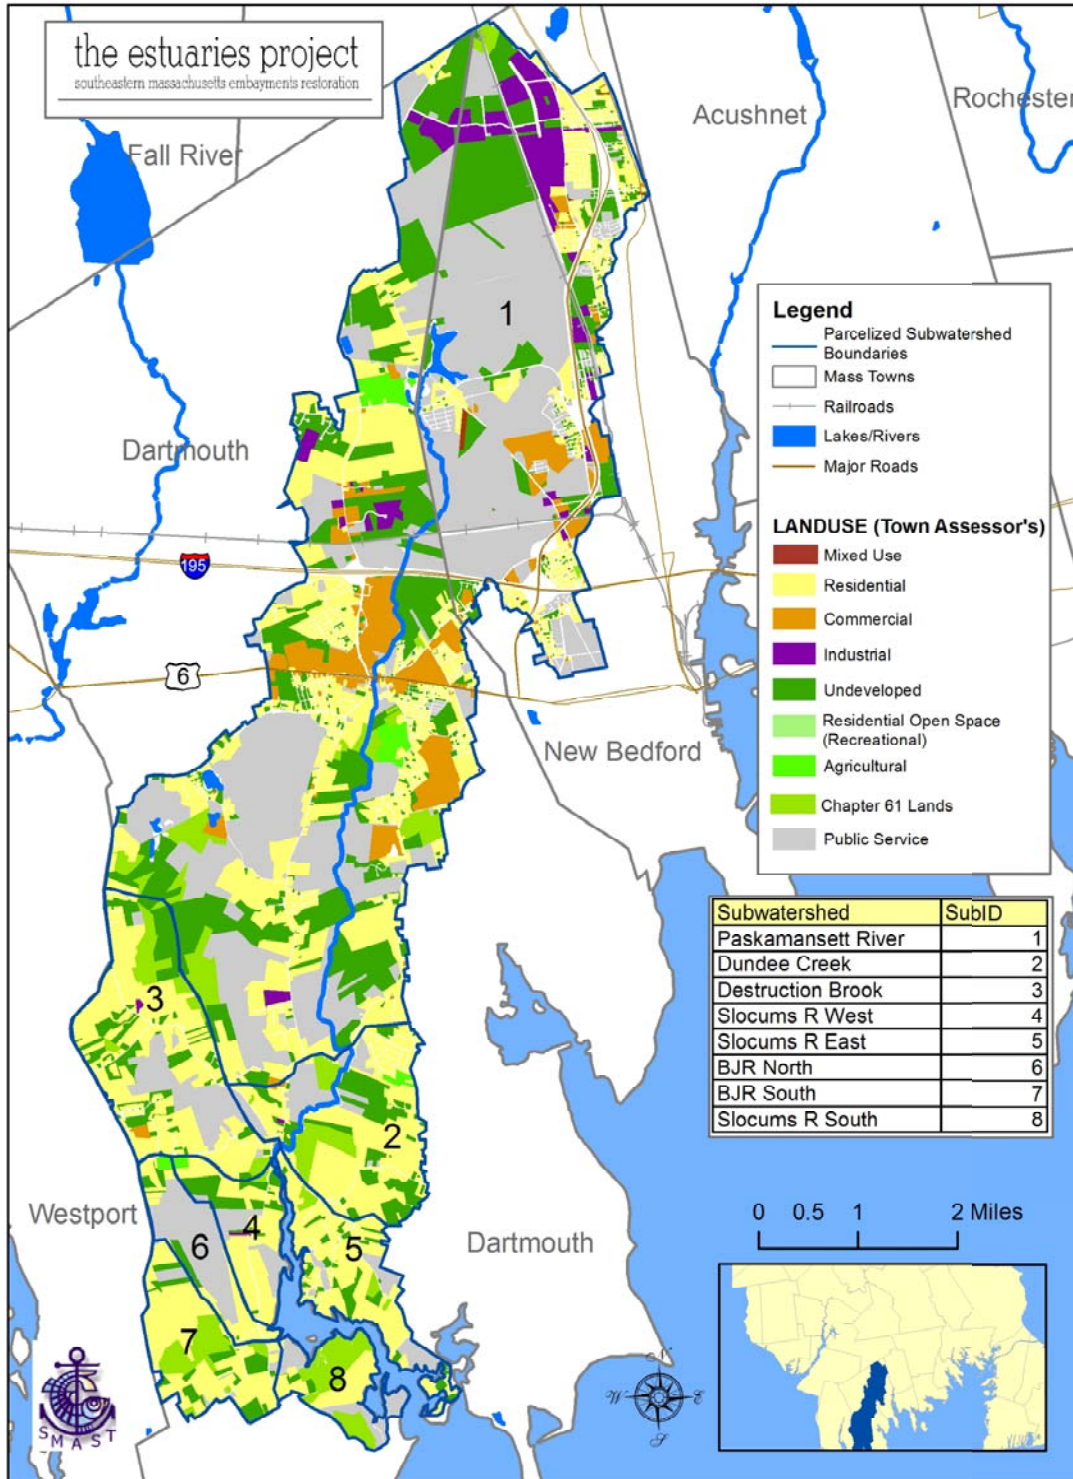 the estuaries project
southeastern massachusetts embayments restoration
Fall River
Acushnet
Rochester
1
Dartmouth
195
6
New Bedford
3
2
Westport
4
6
5
Dartmouth
7
8
Legend
Parcelized Subwatershed
Boundaries
Mass Towns
Railroads
Lakes/Rivers
Major Roads
LANDUSE (Town Assessor's)
Mixed Use
Residential
Commercial
Industrial
Undeveloped
Residential Open Space
(Recreational)
Agricultural
Chapter 61 Lands
Public Service
Subwatershed SubID
Paskamansett River 1
Dundee Creek 2
Destruction Brook 3
Slocums R West 4
Slocums R East 5
BJR North 6
BJR South 7
Slocums R South 8
0 0.5 1 2 Miles
W E
S
SMAST